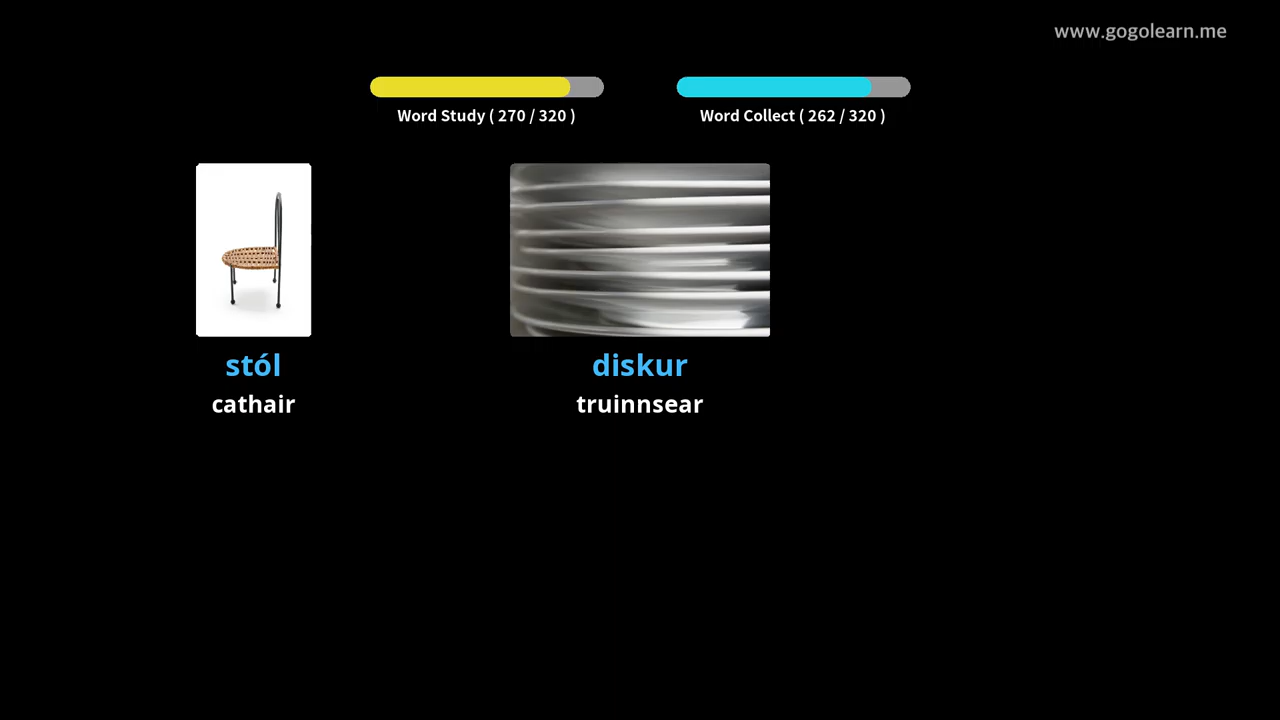 www.gogolearn.me
Word Study ( 270 / 320 )
Word Collect ( 262 / 320 )
stól
cathair
diskur
truinnsear